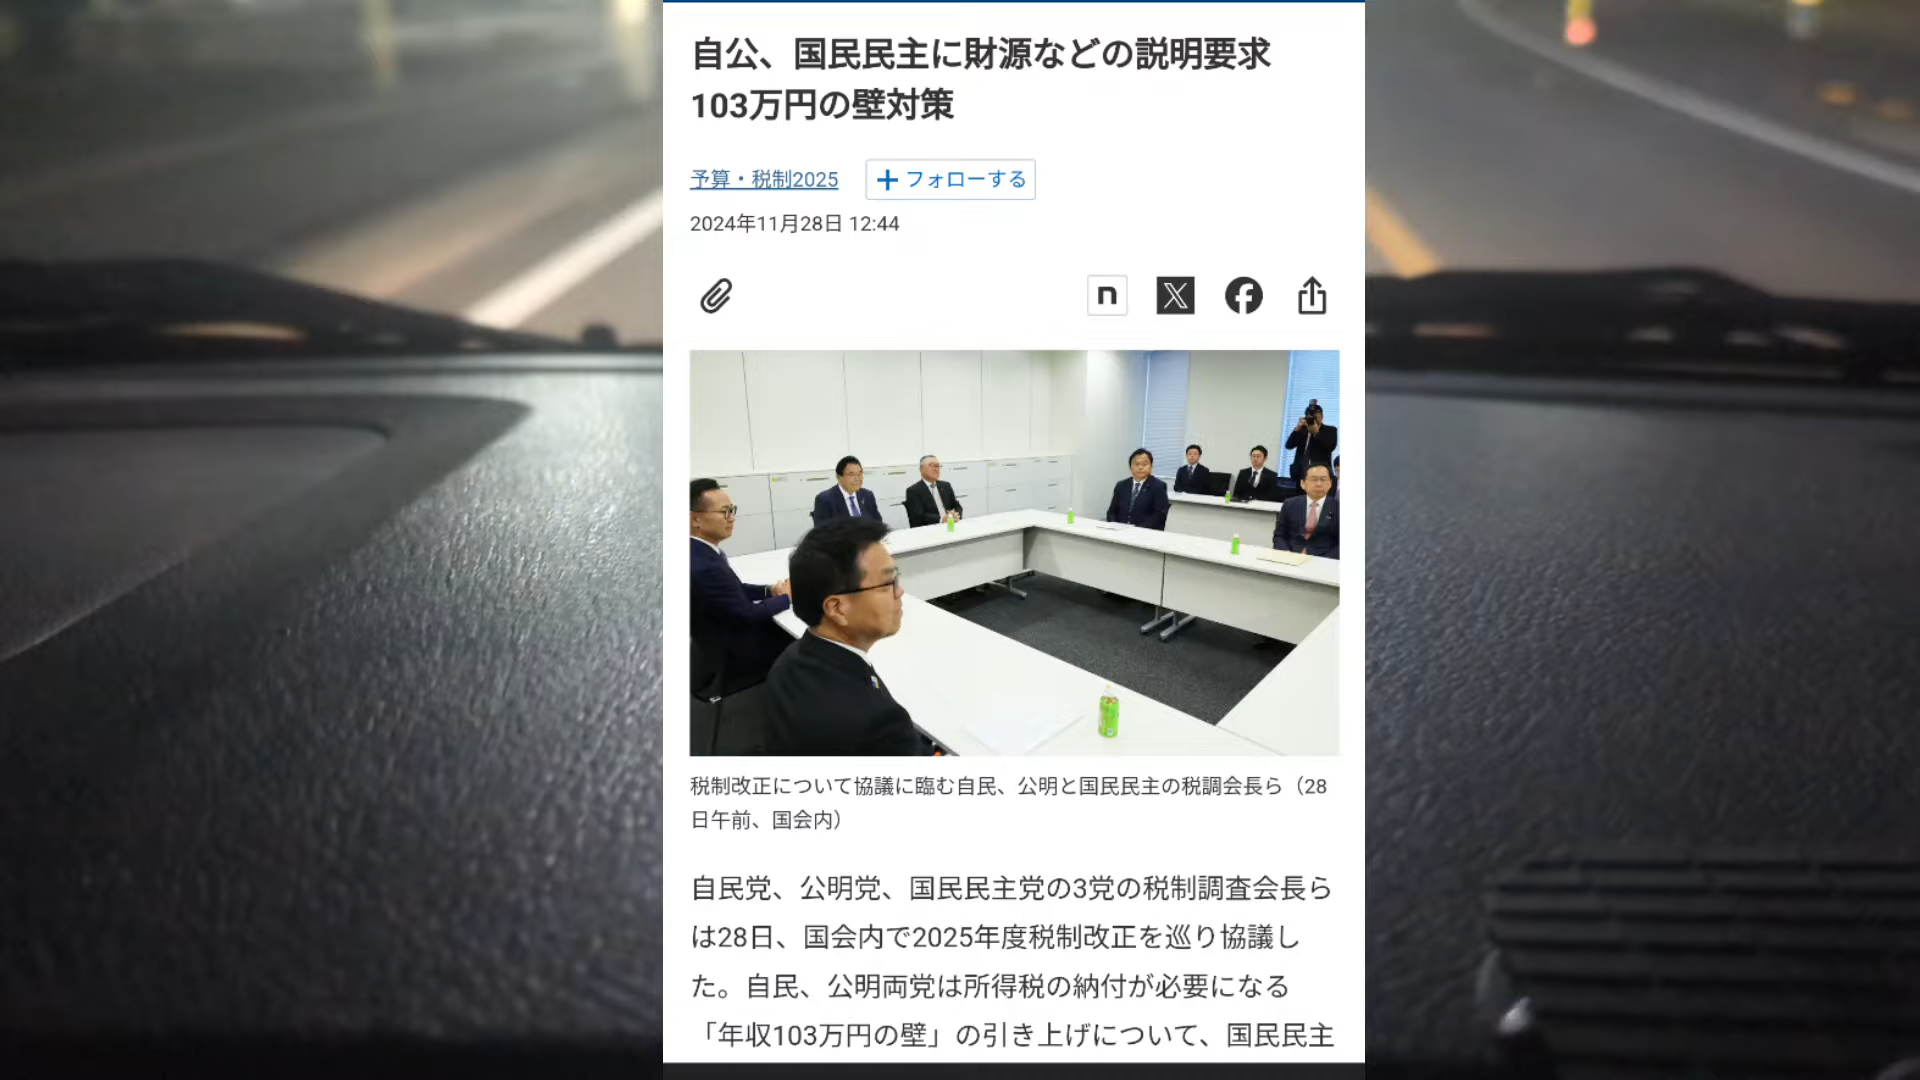 自公、国民民主に財源などの説明要求
103万円の壁対策
予算・税制2025
フォローする
2024年11月28日 12:44
税制改正について協議に臨む自民、公明と国民民主の税調会長ら（28
日午前、国会内）
自民党、公明党、国民民主党の3党の税制調査会長ら
は28日、国会内で2025年度税制改正を巡り協議し
た。自民、公明両党は所得税の納付が必要になる
「年収103万円の壁」の引き上げについて、国民民主